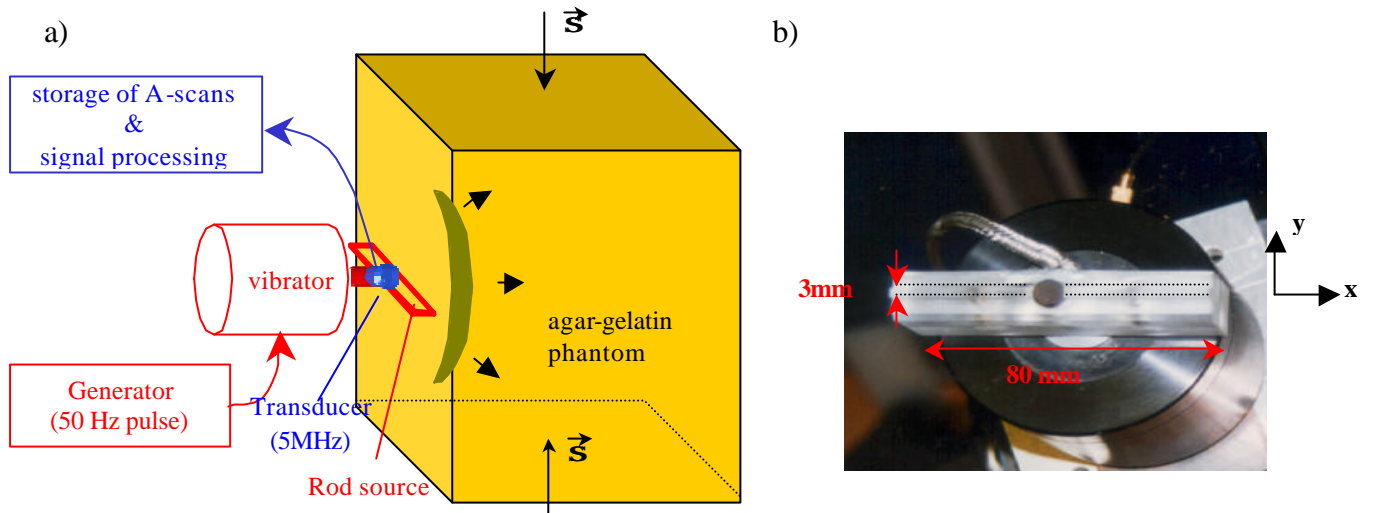 a)
s
b)
storage of A-scans
&
signal processing
vibrator
y
x
3mm
80 mm
agar-gelatin
phantom
Generator
(50 Hz pulse)
Transducer
(5MHz)
s
Rod source